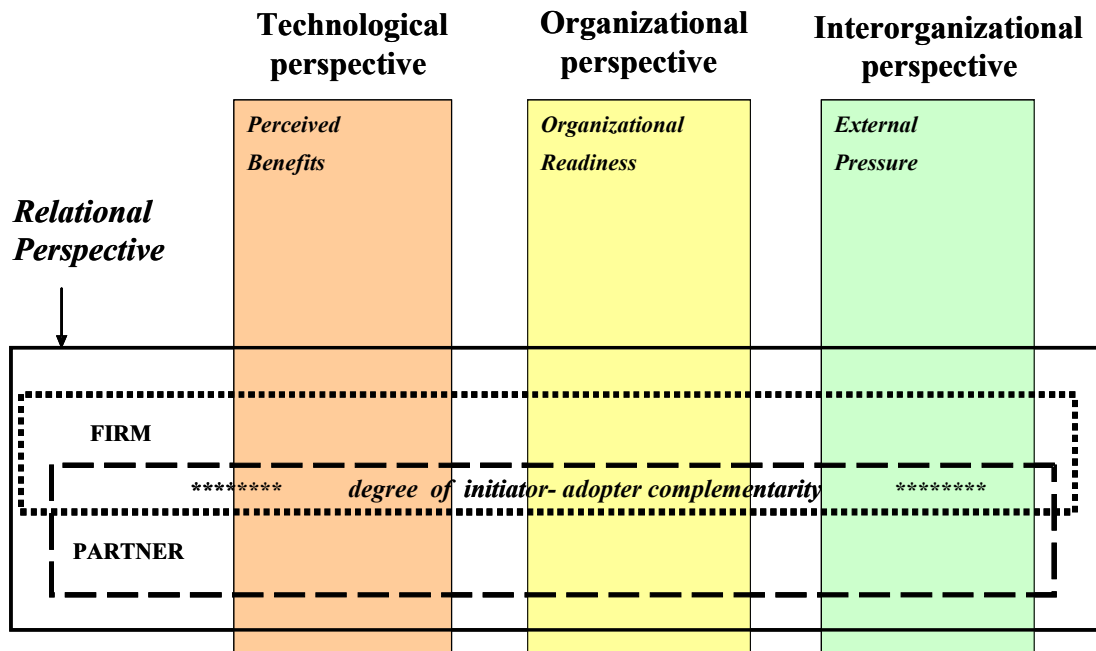 Technological
perspective
Organizational
perspective
Interorganizational
perspective
Perceived
Benefits
Organizational
Readiness
External
Pressure
Relational
Perspective
FIRM
******** degree of initiator- adopter complementarity ********
PARTNER